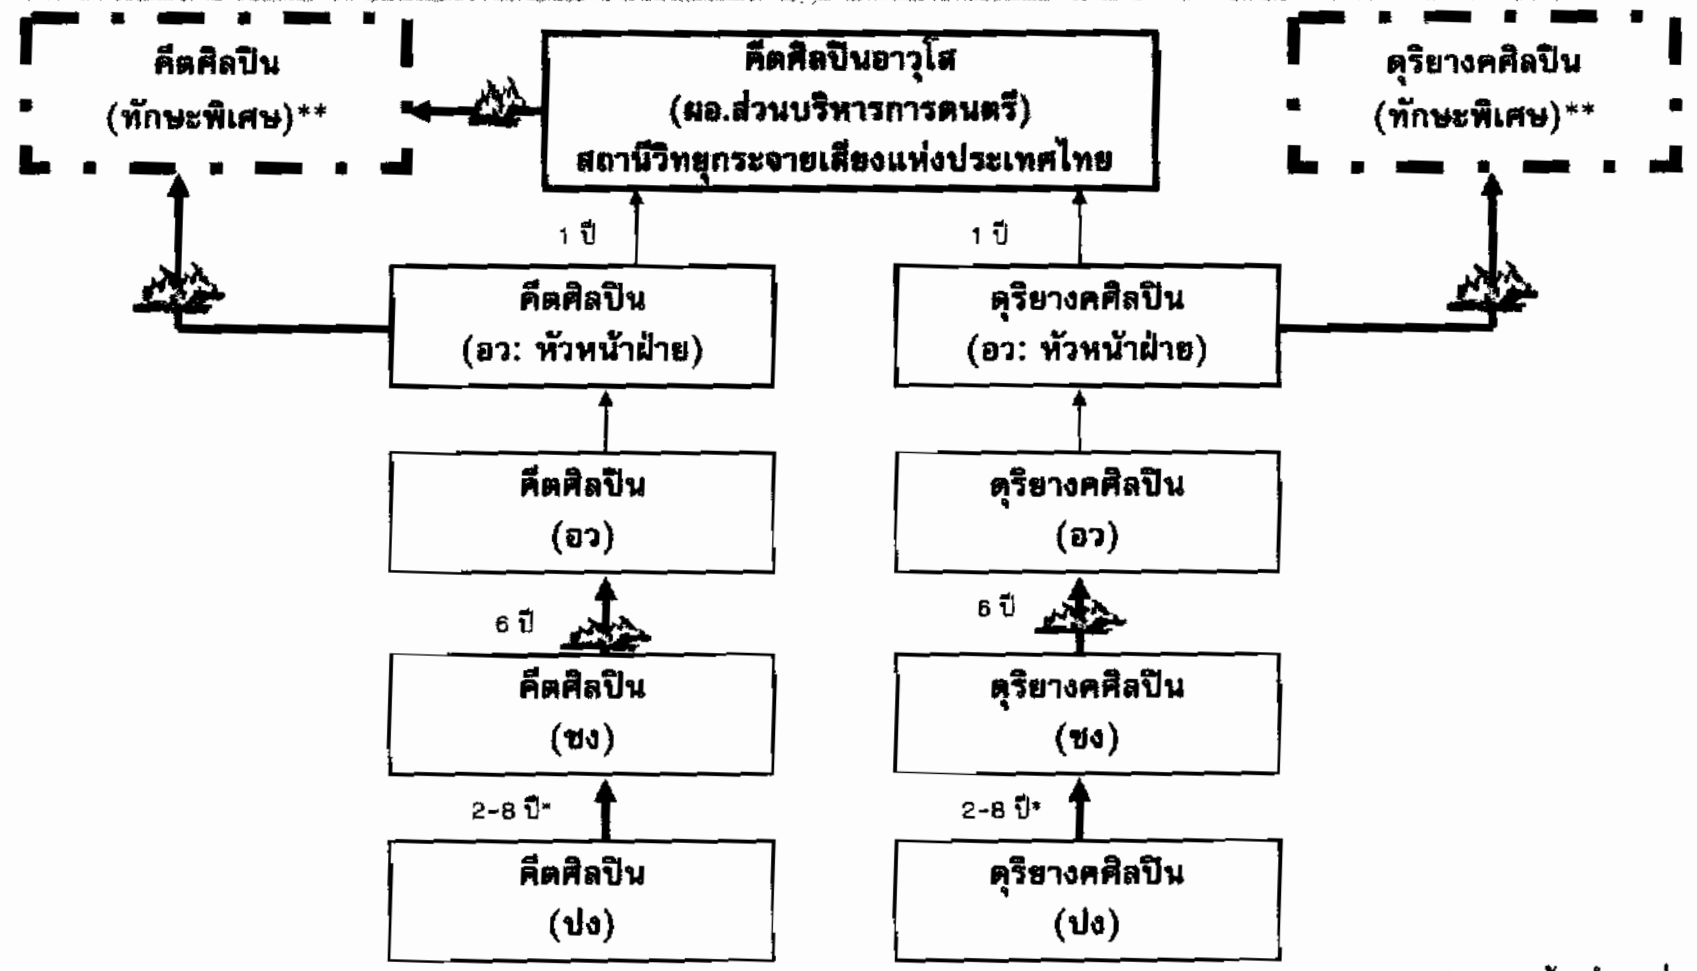 คีตศิลปิน
(ทักษะพิเศษ)**
คีตศิลปินอาวุโส
(ผอ.ส่วนบริหารการดนตรี)
สถานีวิทยุกระจายเสียงแห่งประเทศไทย
ดุริยางคศิลปิน
(ทักษะพิเศษ)**
1 ปี
1 ปี
คีตศิลปิน
(อว: หัวหน้าฝ่าย)
ดุริยางคศิลปิน
(อว: หัวหน้าฝ่าย)
คีตศิลปิน
(อว)
ดุริยางคศิลปิน
(อว)
6 ปี
6 ปี
คีตศิลปิน
(ชง)
ดุริยางคศิลปิน
(ชง)
2-8 ปี*
2-8 ปี*
คีตศิลปิน
(ปง)
ดุริยางคศิลปิน
(ปง)